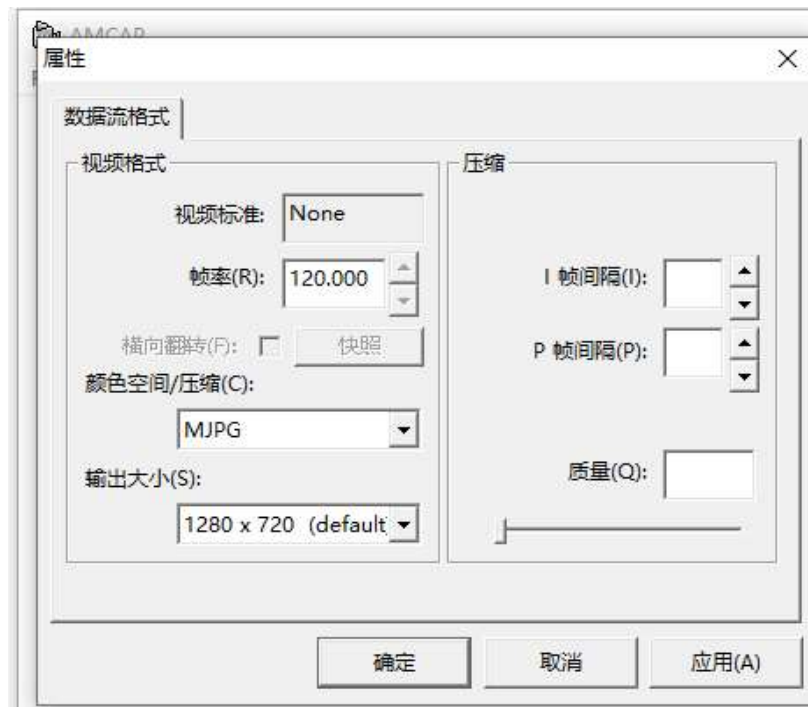 AMCAP
属性
数据流格式
视频格式
视频标准: None
帧率(R): 120.000
横向翻转(F): 快照
颜色空间/压缩(C):
MJPG
输出大小(S):
1280 x 720 (default
压缩
I 帧间隔(I):
P 帧间隔(P):
质量(Q):
确定 取消 应用(A)